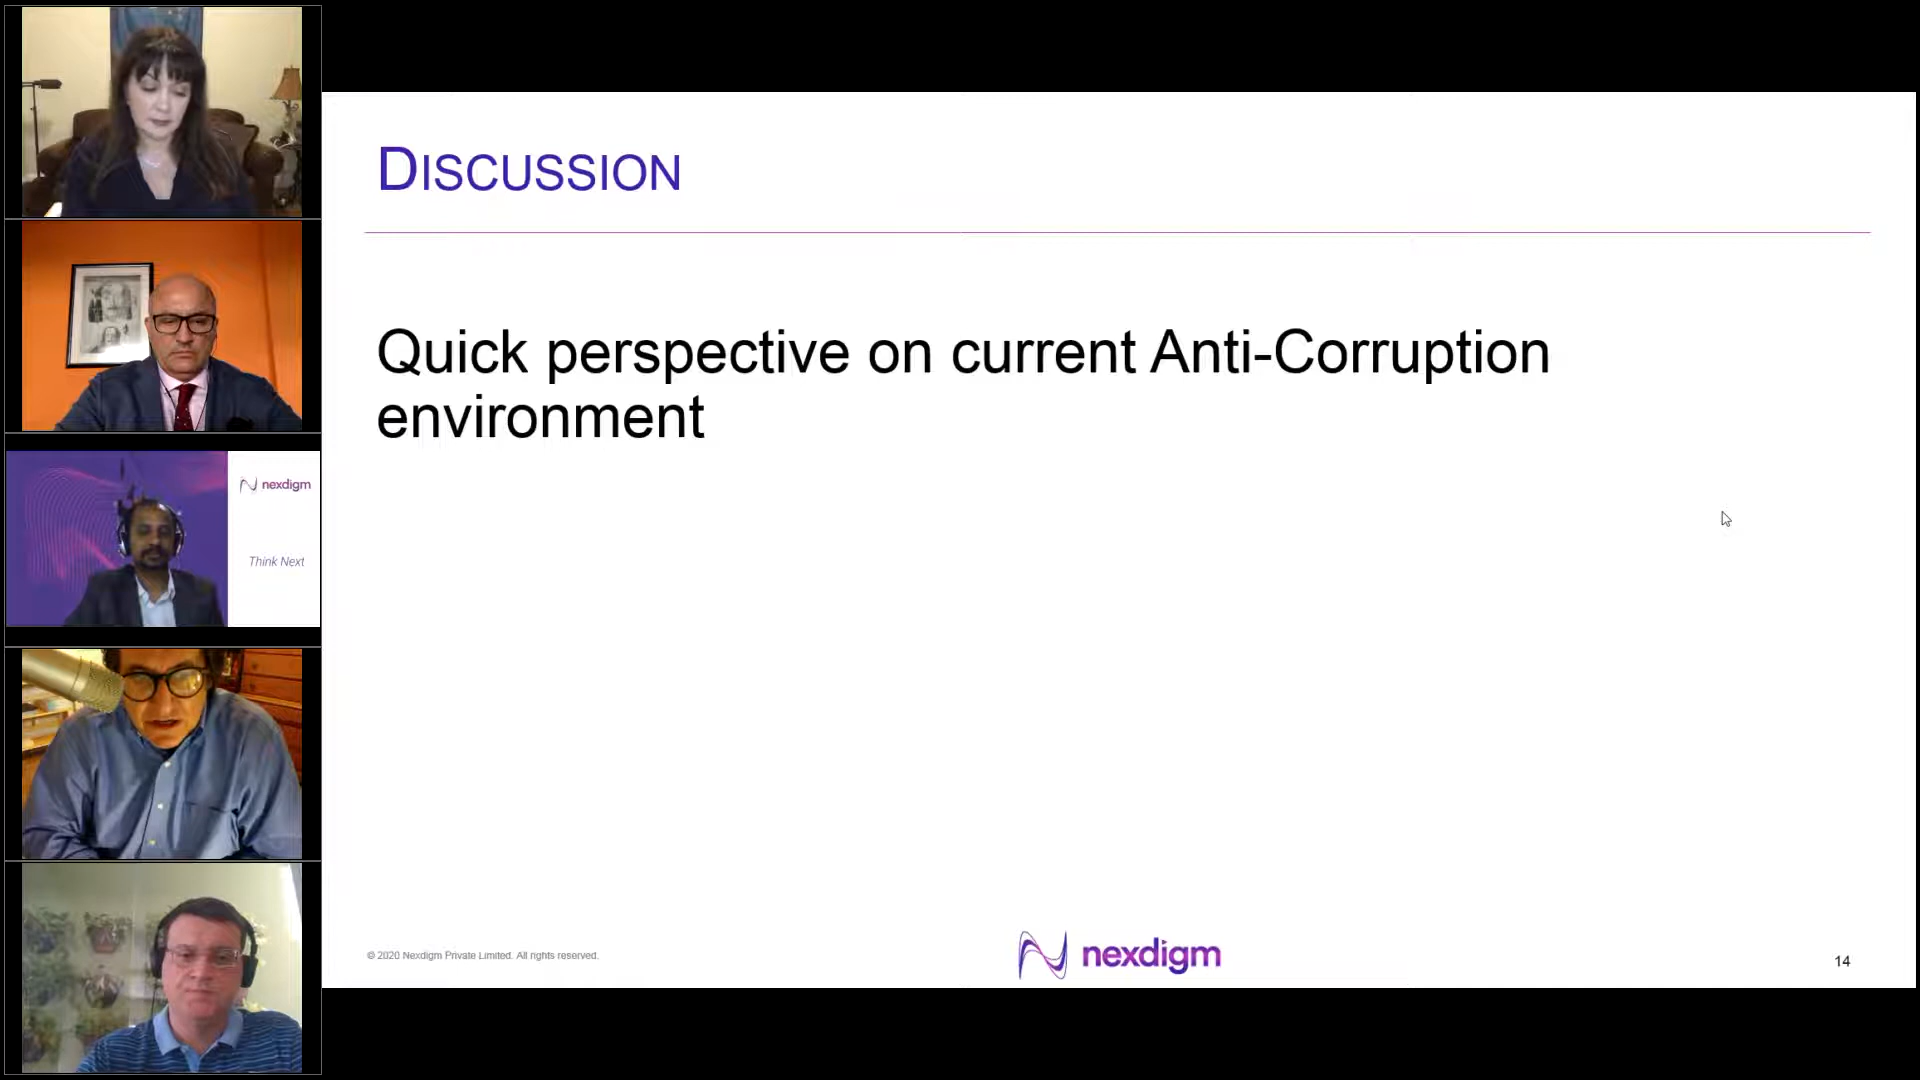 DISCUSSION
Quick perspective on current Anti-Corruption
environment
nexdigm
Think Next
© 2020 Nexdigm Private Limited. All rights reserved.
nexdigm
14